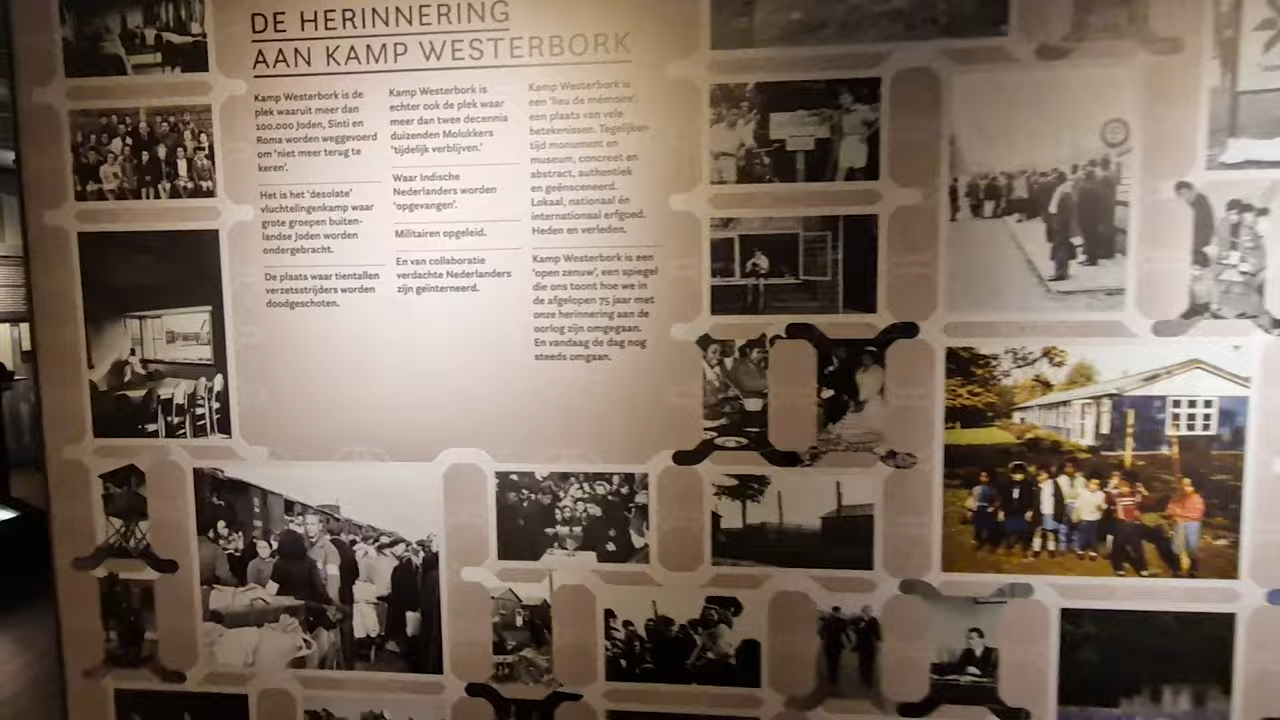 DE HERINNERING
AAN KAMP WESTERBORK
Kamp Westerbork is de
plek waaruit meer dan
100.000 Joden, Sinti en
Roma worden weggevoerd
om 'niet meer terug te
keren'.
Het is het 'desolate'
vluchtelingenkamp waar
grote groepen buiten-
landse Joden worden
ondergebracht.
De plaats waar tientallen
verzetsstrijders worden
doodgeschoten.
Kamp Westerbork is
echter ook de plek waar
meer dan twee decennia
duizenden Molukkers
'tijdelijk verblijven.'
Waar Indische
Nederlanders worden
'opgevangen'.
Militairen opgeleid.
En van collaboratie
verdachte Nederlanders
zijn geïnterneerd.
Kamp Westerbork is
een 'lieu de mémoire',
een plaats van vele
betekenissen. Tegelijker-
tijd monument en
museum, concreet en
abstract, authentiek
en geënsceneerd.
Lokaal, nationaal én
internationaal erfgoed.
Heden en verleden.
Kamp Westerbork is een
'open zenuw', een spiegel
die ons toont hoe we in
de afgelopen 75 jaar met
onze herinnering aan de
oorlog zijn omgegaan.
En vandaag de dag nog
steeds omgaan.